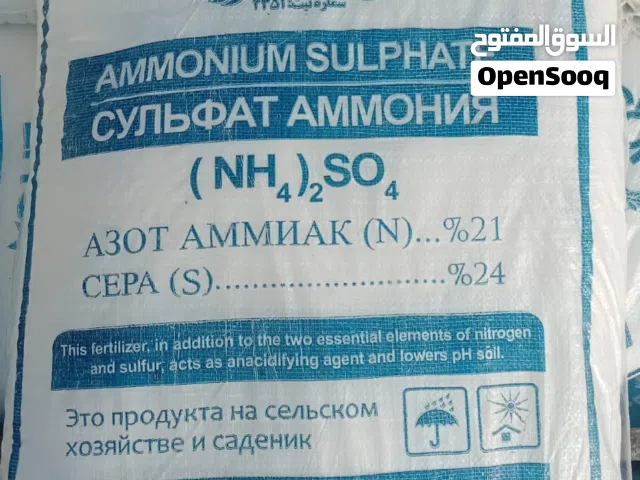 السوق المفتوح
OpenSooq
AMMONIUM SULPHAT
СУЛЬФАТ АММОНИЯ
(NH₄)₂SO₄
АЗОТ АММИАК (N)...%21
СЕРА (S)..........................%24
This fertilizer, in addition to the two essential elements of nitrogen
and sulfur, acts as anacidifying agent and lowers pH soil.
Это продукта на сельском
хозяйстве и саденик